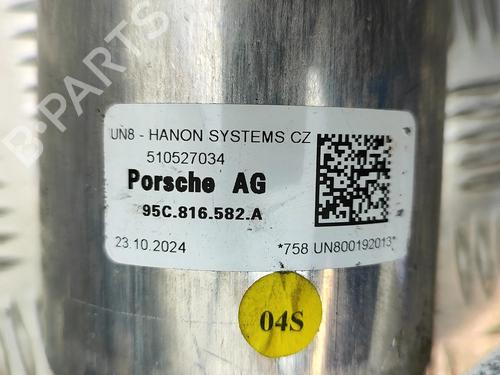 B-PARTS
UN8 - HANON SYSTEMS CZ
510527034
Porsche AG
95C.816.582.A
23.10.2024
*758 UN800192013*
04S